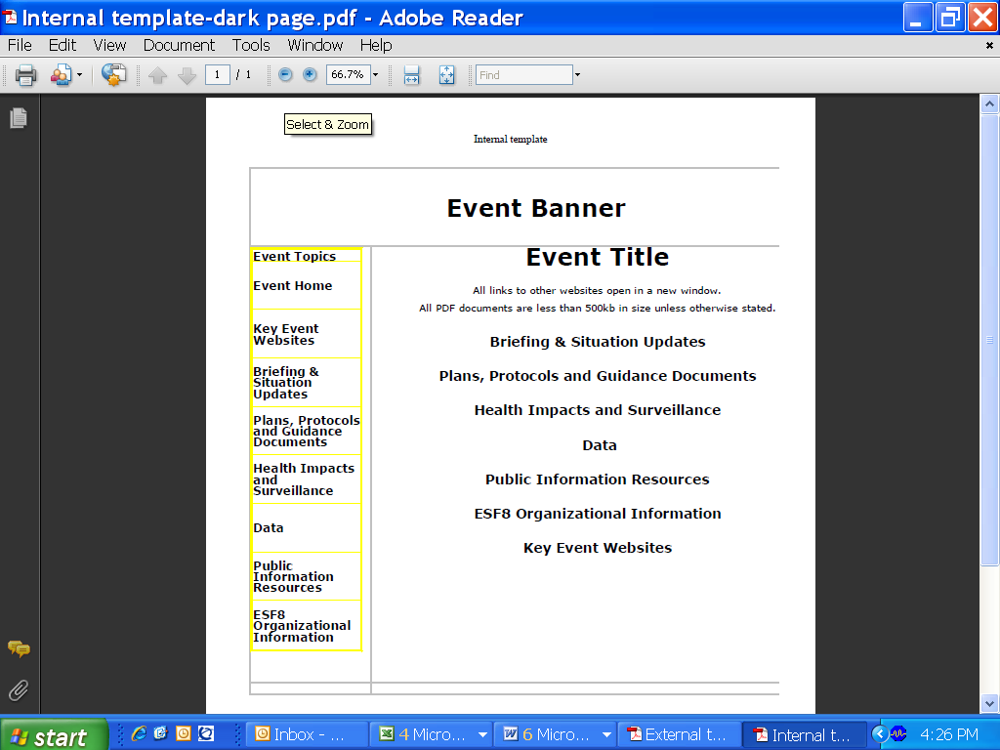 Internal template-dark page.pdf - Adobe Reader
File Edit View Document Tools Window Help
1 / 1 66.7% Find
Select & Zoom
Internal template
Event Banner
Event Topics
Event Home
Key Event
Websites
Briefing &
Situation
Updates
Plans, Protocols
and Guidance
Documents
Health Impacts
and
Surveillance
Data
Public
Information
Resources
ESF8
Organizational
Information
Event Title
All links to other websites open in a new window.
All PDF documents are less than 500kb in size unless otherwise stated.
Briefing & Situation Updates
Plans, Protocols and Guidance Documents
Health Impacts and Surveillance
Data
Public Information Resources
ESF8 Organizational Information
Key Event Websites
start Inbox - ... 4 Micro... 6 Micro... External t... Internal t... 4:26 PM